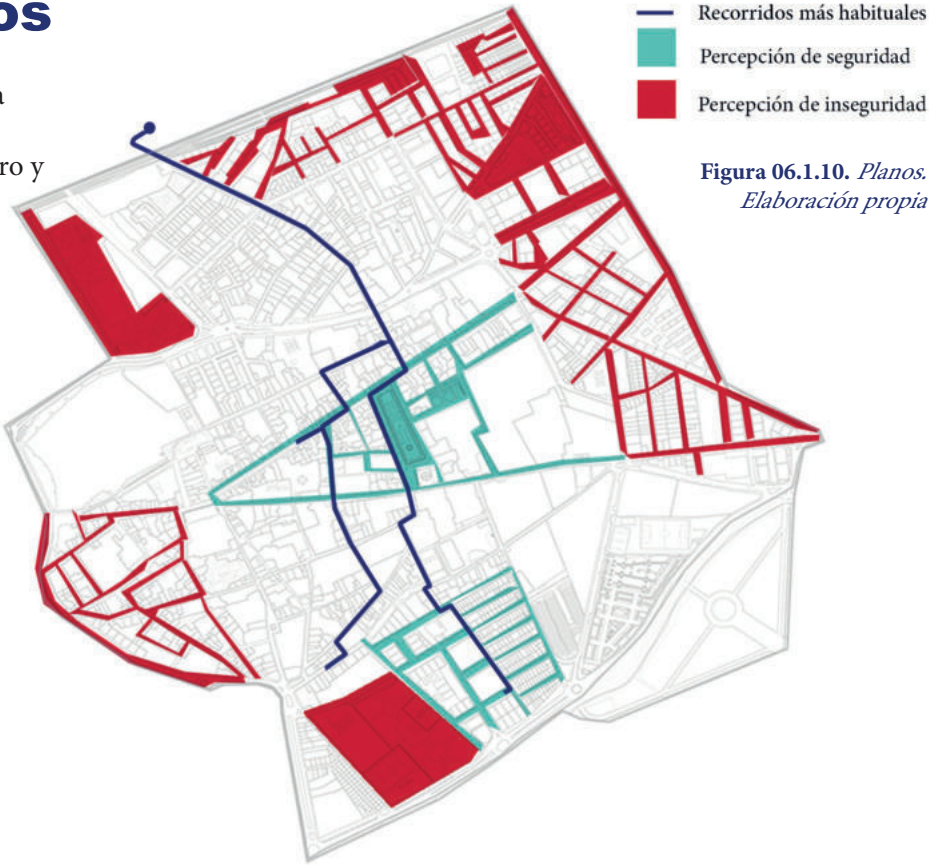 os
a
ro y
Recorridos más habituales
Percepción de seguridad
Percepción de inseguridad
Figura 06.1.10. Planos.
Elaboración propia